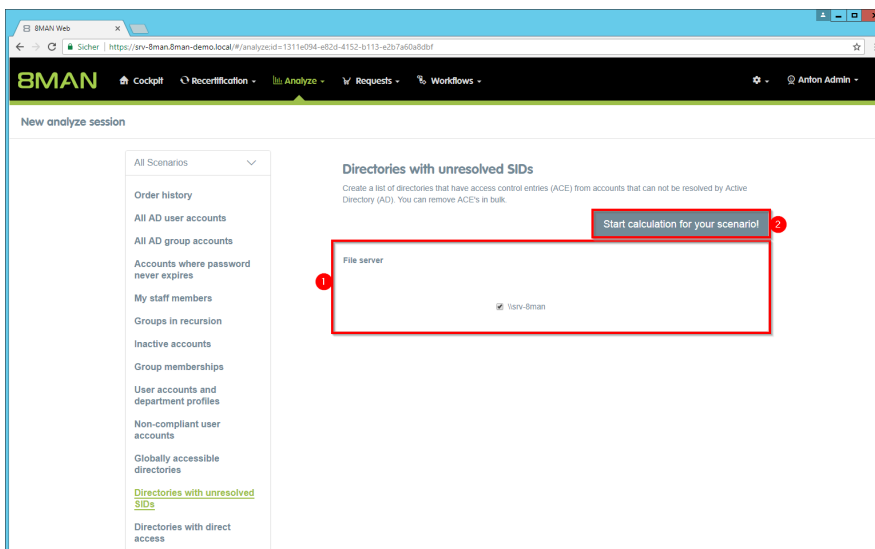 8MAN Web
Sicher https://srv-8man.8man-demo.local/#/analyze;id=1311e094-e82d-4152-b113-e2b7a60a8dbf
8MAN Cockpit Recertification Analyze Requests Workflows Anton Admin
New analyze session
All Scenarios
Order history
All AD user accounts
All AD group accounts
Accounts where password
never expires
My staff members
Groups in recursion
Inactive accounts
Group memberships
User accounts and
department profiles
Non-compliant user
accounts
Globally accessible
directories
Directories with unresolved
SIDs
Directories with direct
access
Directories with unresolved SIDs
Create a list of directories that have access control entries (ACE) from accounts that can not be resolved by Active
Directory (AD). You can remove ACE's in bulk.
Start calculation for your scenario!
2
1
File server
\\srv-8man